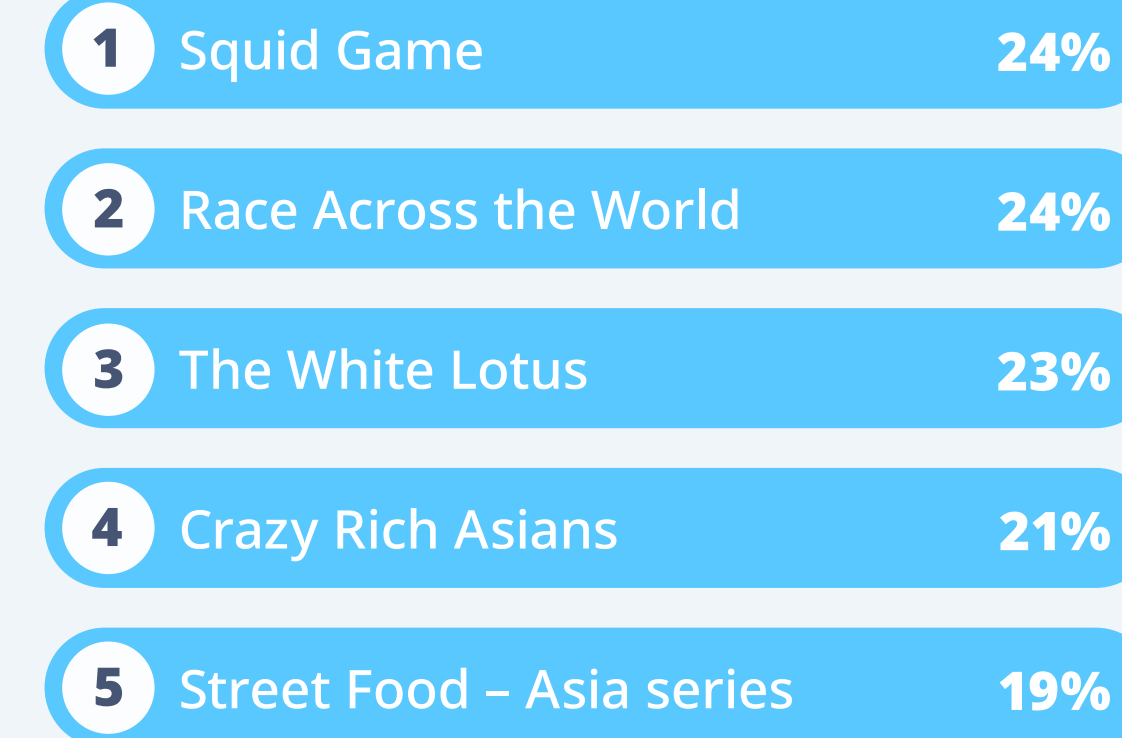 1 Squid Game 24%
2 Race Across the World 24%
3 The White Lotus 23%
4 Crazy Rich Asians 21%
5 Street Food – Asia series 19%